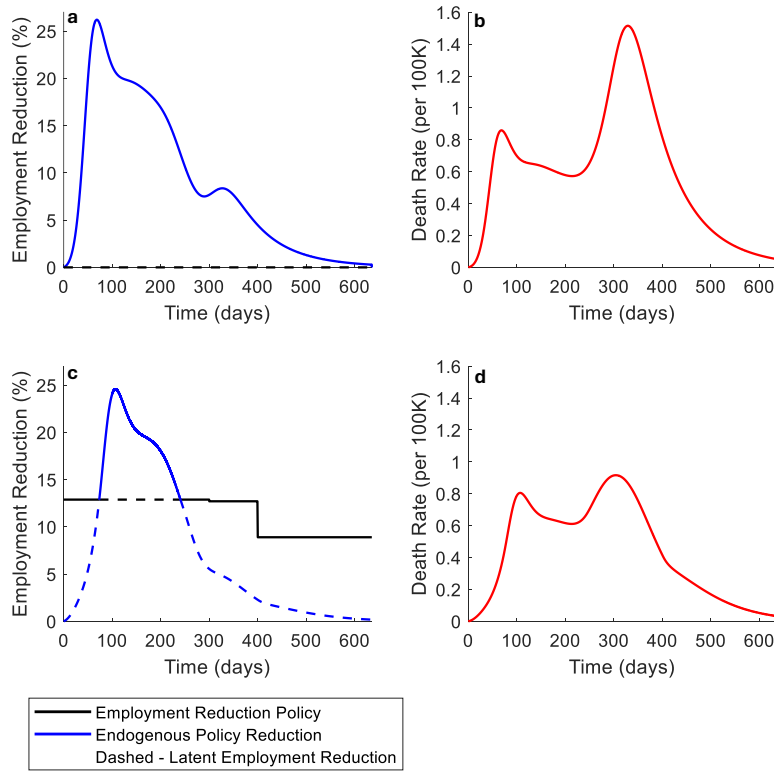 a
Employment Reduction (%)
25
20
15
10
5
0
0 100 200 300 400 500 600
Time (days)
b
Death Rate (per 100K)
1.6
1.4
1.2
1
0.8
0.6
0.4
0.2
0
0 100 200 300 400 500 600
Time (days)
c
Employment Reduction (%)
25
20
15
10
5
0
0 100 200 300 400 500 600
Time (days)
d
Death Rate (per 100K)
1.6
1.4
1.2
1
0.8
0.6
0.4
0.2
0
0 100 200 300 400 500 600
Time (days)
Employment Reduction Policy
Endogenous Policy Reduction
Dashed - Latent Employment Reduction